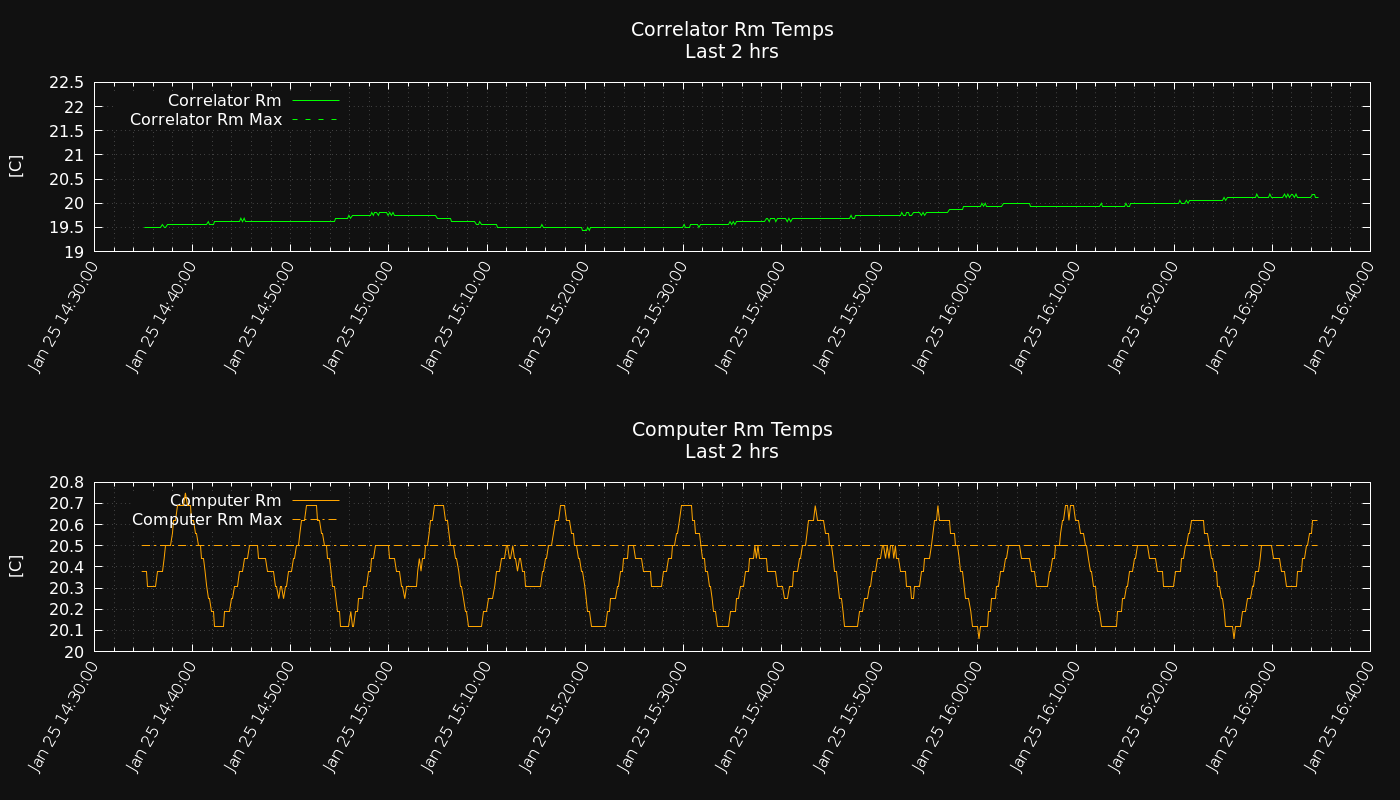 Correlator Rm Temps
Last 2 hrs
22.5
22
21.5
21
20.5
20
19.5
19
[C]
Correlator Rm
Correlator Rm Max
Jan 25 14:30:00
Jan 25 14:40:00
Jan 25 14:50:00
Jan 25 15:00:00
Jan 25 15:10:00
Jan 25 15:20:00
Jan 25 15:30:00
Jan 25 15:40:00
Jan 25 15:50:00
Jan 25 16:00:00
Jan 25 16:10:00
Jan 25 16:20:00
Jan 25 16:30:00
Jan 25 16:40:00
Computer Rm Temps
Last 2 hrs
20.8
20.7
20.6
20.5
20.4
20.3
20.2
20.1
20
[C]
Computer Rm
Computer Rm Max
Jan 25 14:30:00
Jan 25 14:40:00
Jan 25 14:50:00
Jan 25 15:00:00
Jan 25 15:10:00
Jan 25 15:20:00
Jan 25 15:30:00
Jan 25 15:40:00
Jan 25 15:50:00
Jan 25 16:00:00
Jan 25 16:10:00
Jan 25 16:20:00
Jan 25 16:30:00
Jan 25 16:40:00